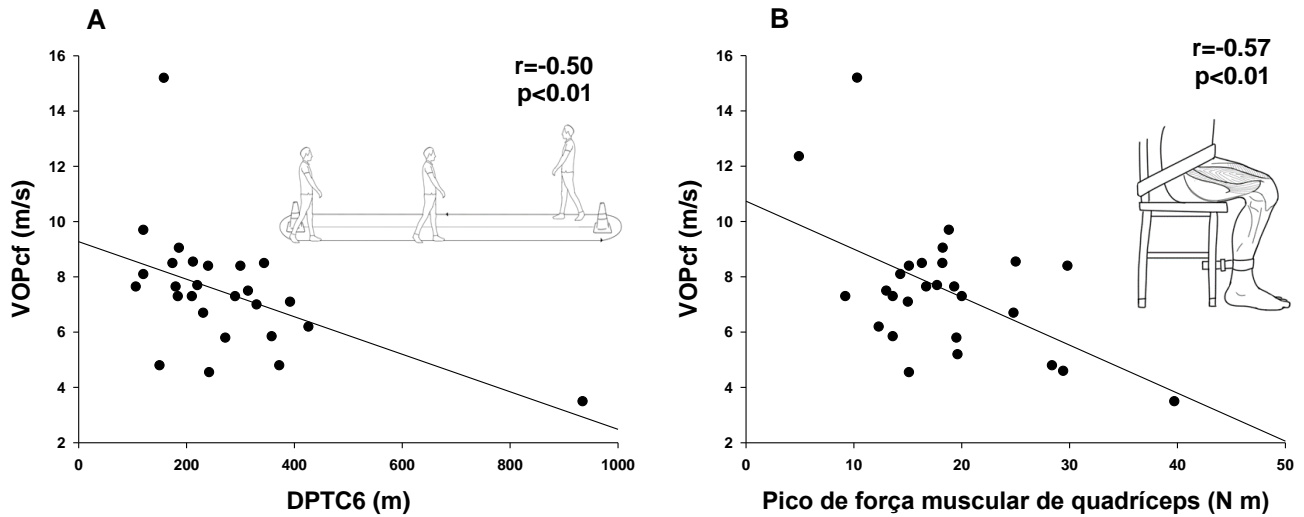 A
r=-0.50
p<0.01
VOPcf (m/s)
16
14
12
10
8
6
4
2
0
200
400
600
800
1000
DPTC6 (m)
B
r=-0.57
p<0.01
VOPcf (m/s)
16
14
12
10
8
6
4
2
0
10
20
30
40
50
Pico de força muscular de quadríceps (N m)